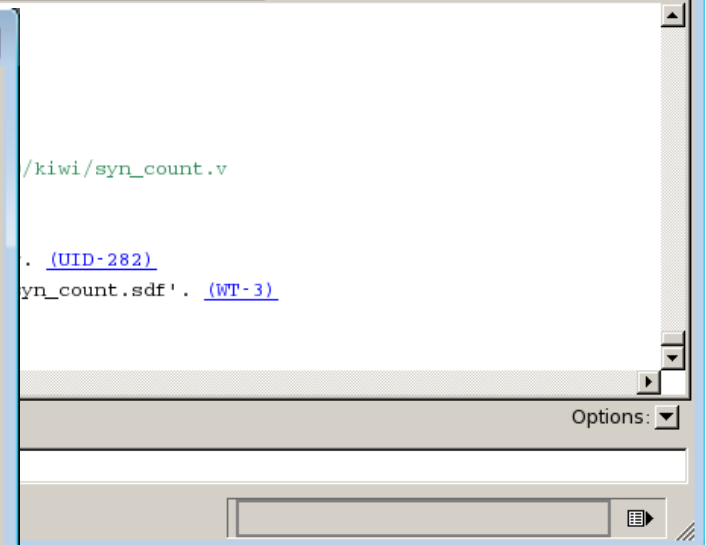 /kiwi/syn_count.v
. (UID-282)
yn_count.sdf'. (WT-3)
Options: